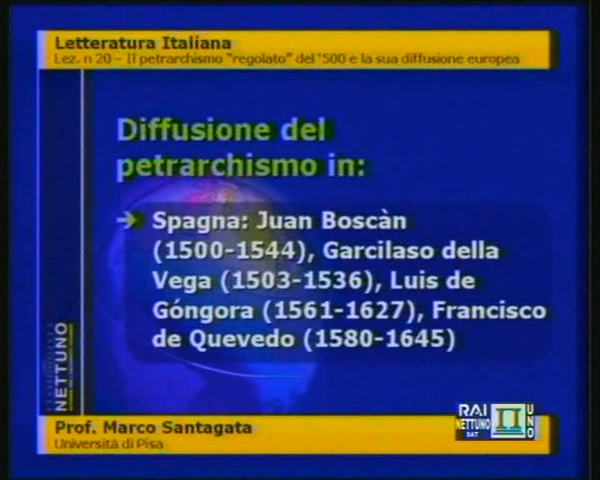 Letteratura Italiana
Lez. n 20 – Il petrarchismo "regolato" del '500 e la sua diffusione europea
Diffusione del
petrarchismo in:
➔ Spagna: Juan Boscàn
(1500-1544), Garcilaso della
Vega (1503-1536), Luis de
Góngora (1561-1627), Francisco
de Quevedo (1580-1645)
NETTUNO
Prof. Marco Santagata
Università di Pisa
RAI
NETTUNO
SAT
UNO